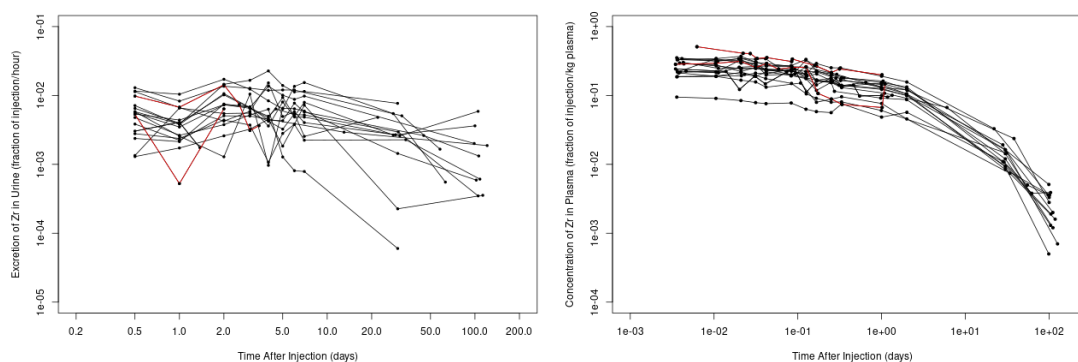 Excretion of Zr in Urine (fraction of injection/hour)
1e-01
1e-02
1e-03
1e-04
1e-05
0.2 0.5 1.0 2.0 5.0 10.0 20.0 50.0 100.0 200.0
Time After Injection (days)
Concentration of Zr in Plasma (fraction of injection/kg plasma)
1e+00
1e-01
1e-02
1e-03
1e-04
1e-03 1e-02 1e-01 1e+00 1e+01 1e+02
Time After Injection (days)